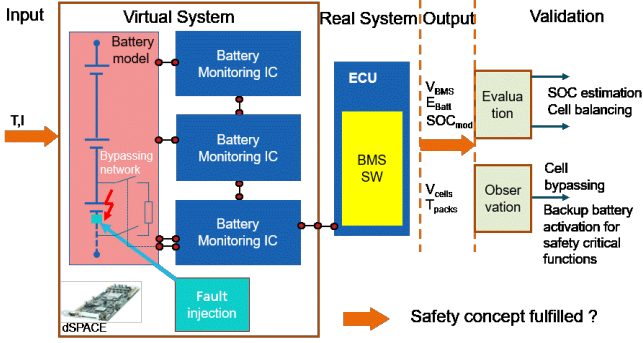 Input
Virtual System
Real System
Output
Validation
T,I
Battery
model
Bypassing
network
Battery
Monitoring IC
Battery
Monitoring IC
Battery
Monitoring IC
Fault
injection
dSPACE
ECU
BMS
SW
VBMS
EBatt
SOCmod
Vcells
Tpacks
Evalua
tion
Obser
vation
SOC estimation
Cell balancing
Cell
bypassing
Backup battery
activation for
safety critical
functions
Safety concept fulfilled ?